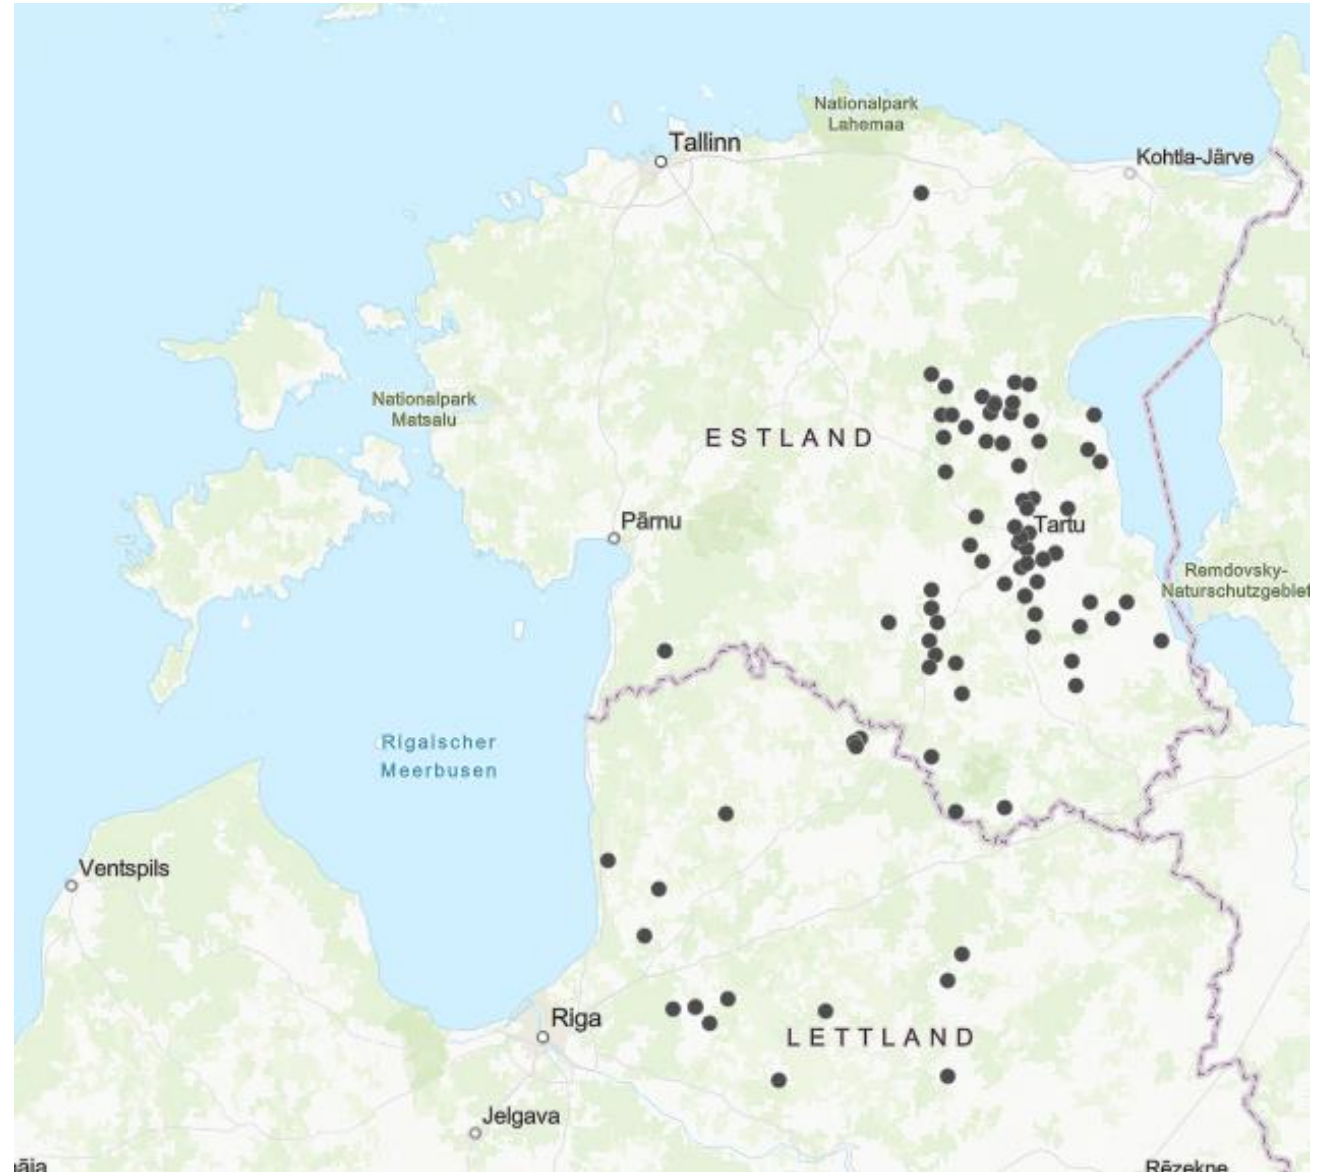 Nationalpark
Lahemaa
Tallinn
Kohtla-Järve
Nationalpark
Matsalu
ESTLAND
Pärnu
Tartu
Remdovsky-
Naturschutzgebiet
Rigaischer
Meerbusen
Ventspils
Riga
LETTLAND
Jelgava
Rēzekne